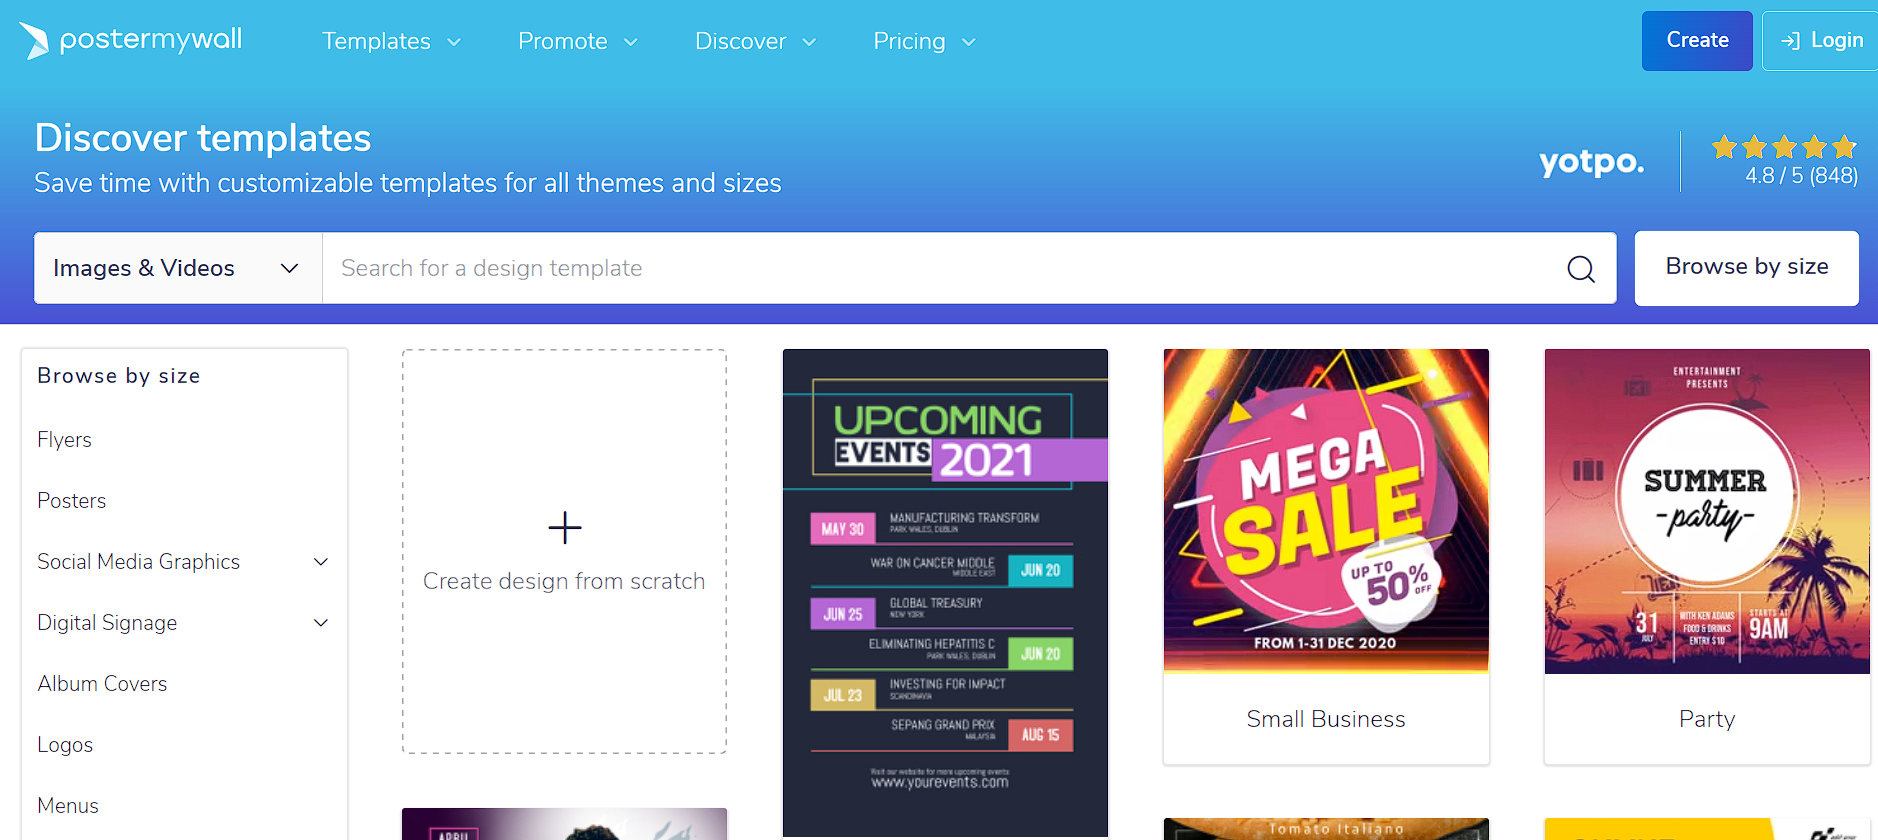 postermywall
Templates
Promote
Discover
Pricing
Create
Login
Discover templates
Save time with customizable templates for all themes and sizes
yotpo.
4.8 / 5 (848)
Images & Videos
Search for a design template
Browse by size
Browse by size
Flyers
Posters
Social Media Graphics
Digital Signage
Album Covers
Logos
Menus
Create design from scratch
UPCOMING
EVENTS 2021
MAY 30
MANUFACTURING TRANSFORM
PARK WALES, DUBLIN
WAR ON CANCER MIDDLE
MIDDLE EAST
JUN 20
JUN 25
GLOBAL TREASURY
NEW YORK
ELIMINATING HEPATITIS C
PARK WALES, DUBLIN
JUN 20
JUL 23
INVESTING FOR IMPACT
SCANDINAVIA
SEPANG GRAND PRIX
MALAYSIA
AUG 15
Visit our website for more upcoming events
www.yourevents.com
MEGA
SALE
UP TO
50% OFF
FROM 1-31 DEC 2020
Small Business
ENTERTAINMENT
PRESENTS
SUMMER
-party-
31
JULY
WITH KEN ADAMS
FOOD & DRINKS
ENTRY $10
STARTS AT
9AM
Party
Tomato Italiano